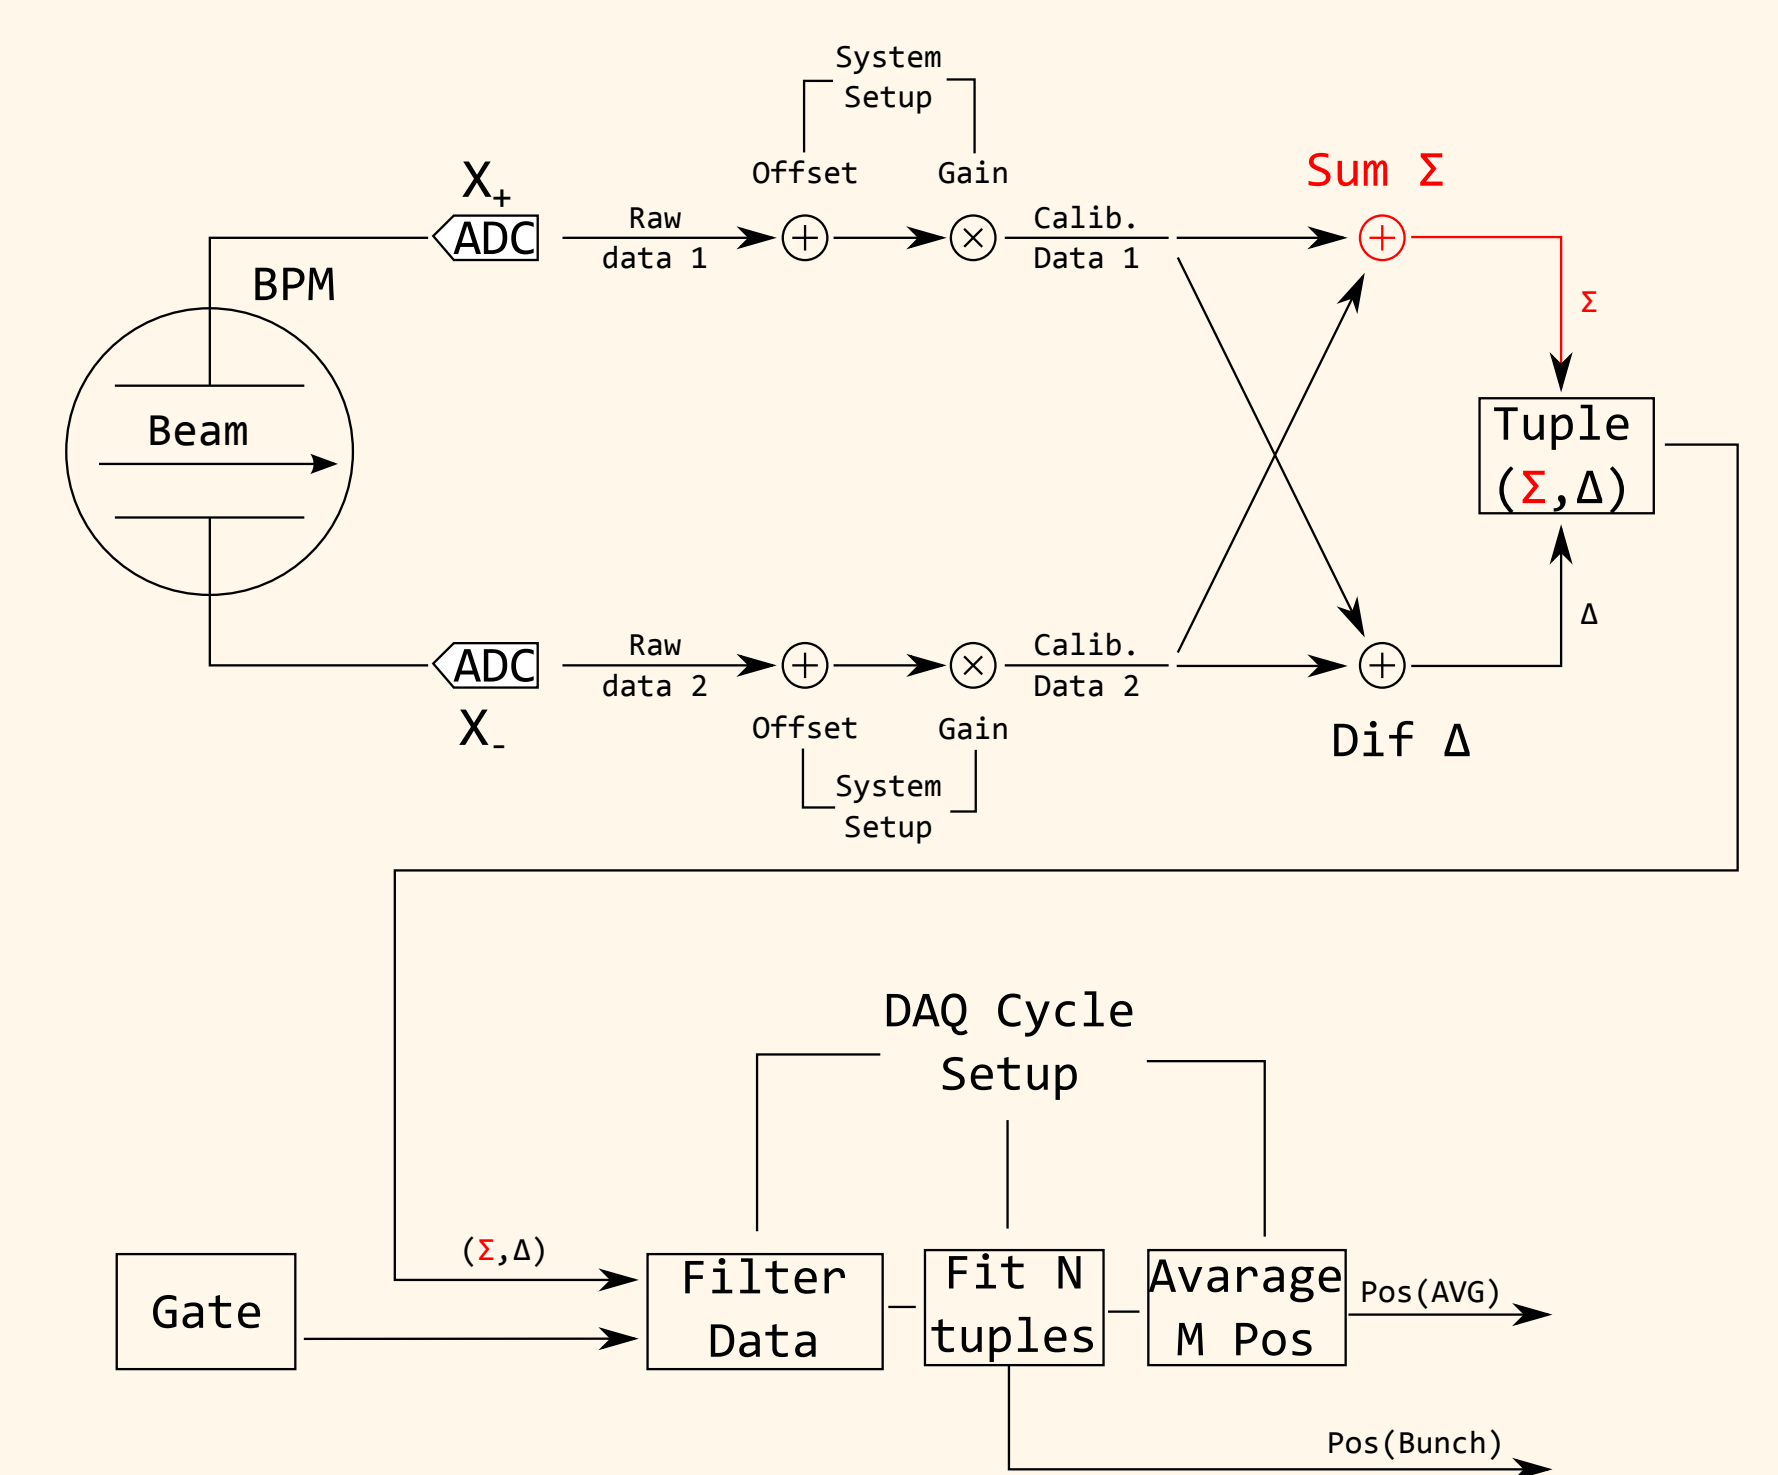 System
Setup
Offset Gain
X+
ADC
Raw
data 1
Calib.
Data 1
Sum Σ
BPM
Σ
Beam
Tuple
(Σ,Δ)
Δ
ADC
X-
Raw
data 2
Calib.
Data 2
Offset Gain
System
Setup
Dif Δ
DAQ Cycle
Setup
(Σ,Δ)
Gate
Filter
Data
Fit N
tuples
Avarage
M Pos
Pos(AVG)
Pos(Bunch)